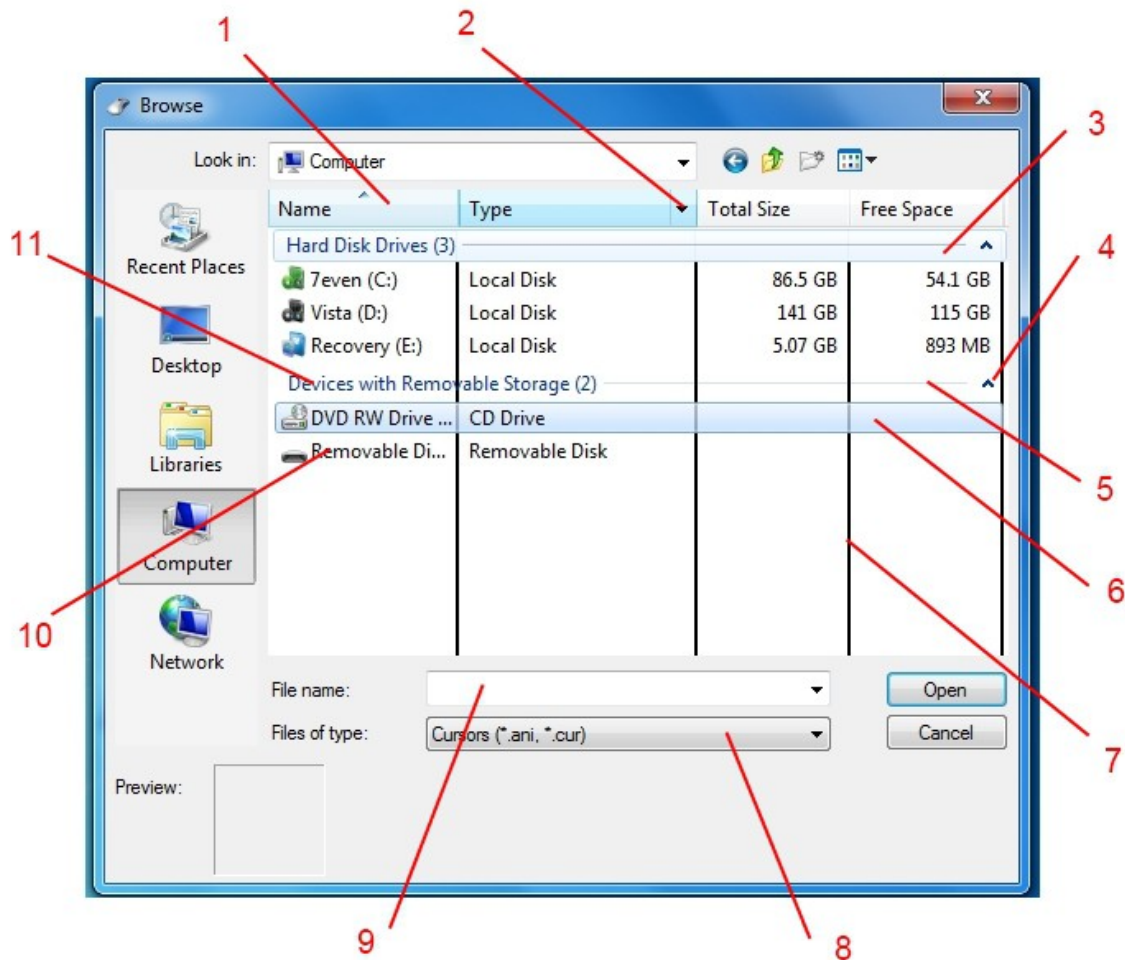 1
2
Browse
3
Look in: Computer
Name Type Total Size Free Space
11
Recent Places
Hard Disk Drives (3)
4
7even (C:) Local Disk 86.5 GB 54.1 GB
Vista (D:) Local Disk 141 GB 115 GB
Recovery (E:) Local Disk 5.07 GB 893 MB
Desktop
Devices with Removable Storage (2)
DVD RW Drive ... CD Drive
Removable Di... Removable Disk
Libraries
5
Computer
6
10
Network
File name: Open
Files of type: Cursors (*.ani, *.cur) Cancel
7
Preview:
9
8